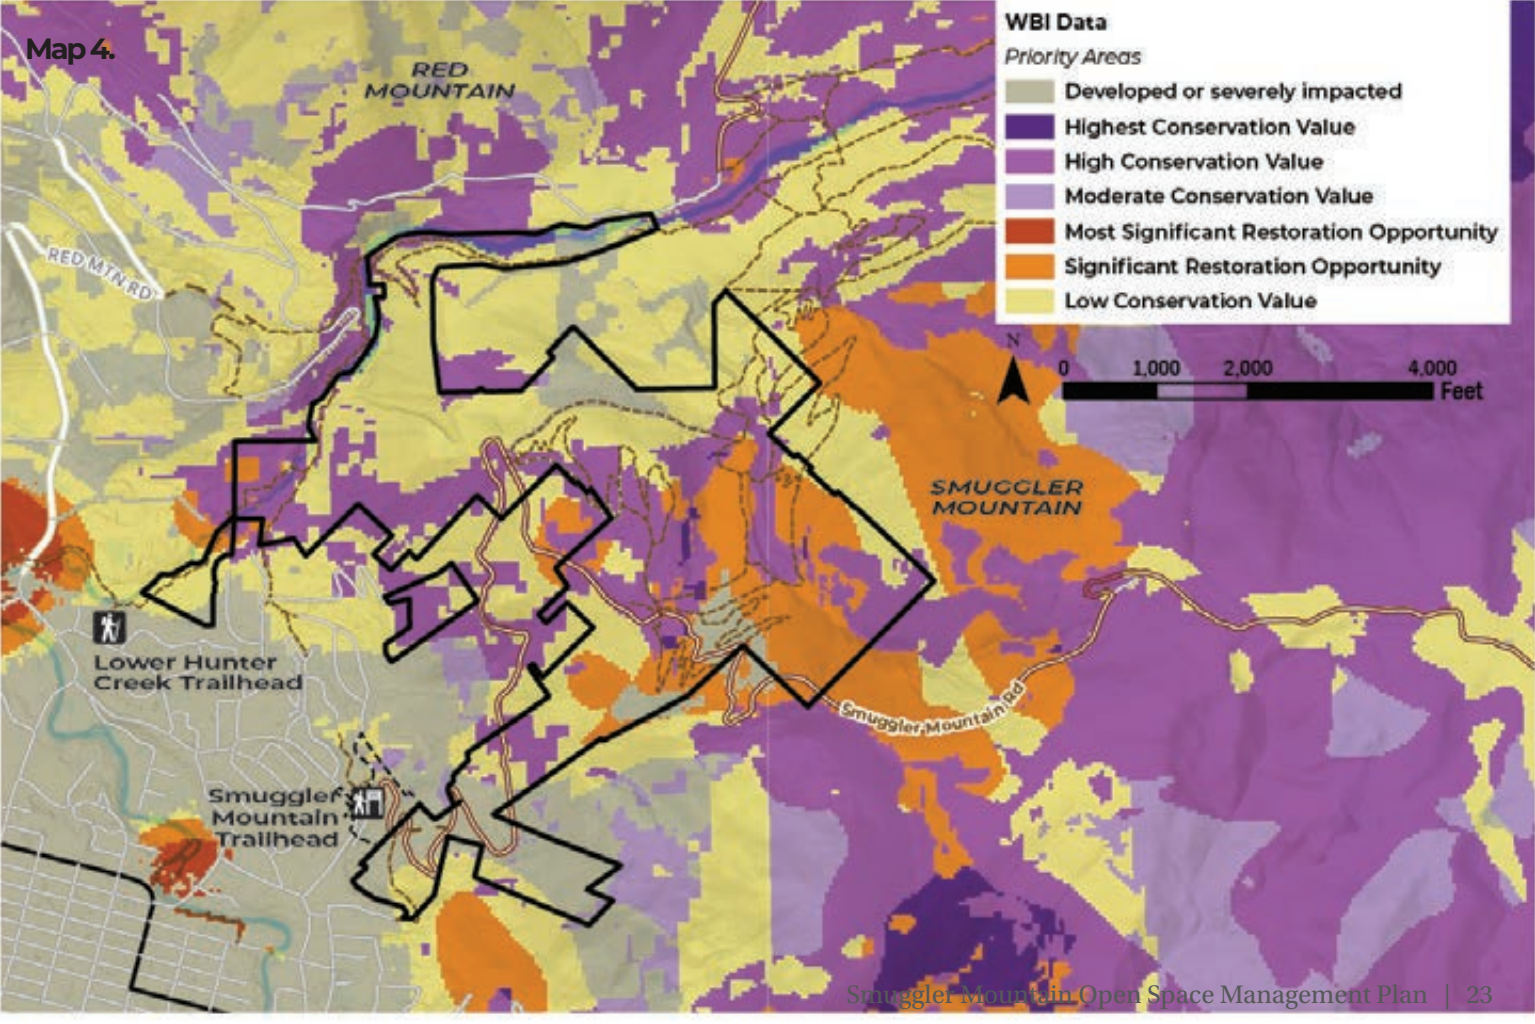 Map 4.
RED
MOUNTAIN
RED MTN RD
WBI Data
Priority Areas
Developed or severely impacted
Highest Conservation Value
High Conservation Value
Moderate Conservation Value
Most Significant Restoration Opportunity
Significant Restoration Opportunity
Low Conservation Value
N
0 1,000 2,000 4,000
Feet
SMUGGLER
MOUNTAIN
Lower Hunter
Creek Trailhead
Smuggler Mountain Rd
Smuggler
Mountain
Trailhead
Smuggler Mountain Open Space Management Plan | 23